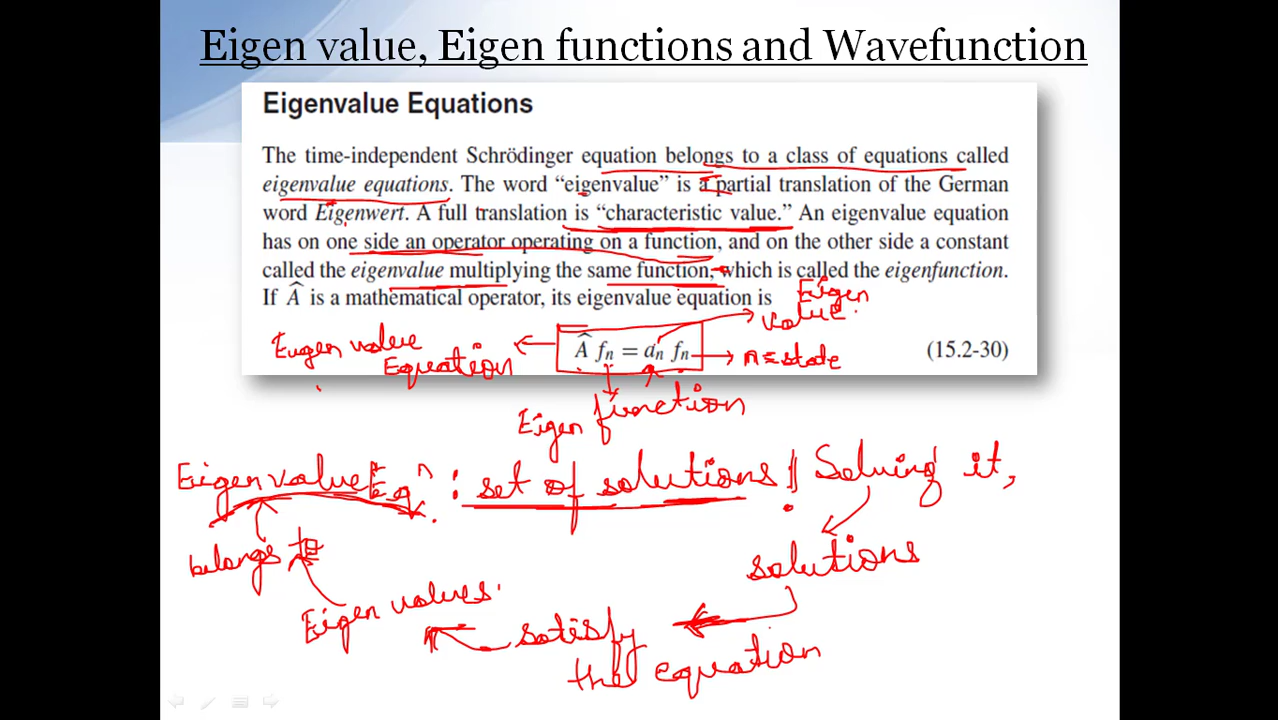 Eigen value, Eigen functions and Wavefunction
Eigenvalue Equations
The time-independent Schrödinger equation belongs to a class of equations called
eigenvalue equations. The word “eigenvalue” is a partial translation of the German
word Eigenwert. A full translation is “characteristic value.” An eigenvalue equation
has on one side an operator operating on a function, and on the other side a constant
called the eigenvalue multiplying the same function, which is called the eigenfunction.
If Â is a mathematical operator, its eigenvalue equation is
Eigen
value.
Eugen value
Equation
Â fn = an fn
n = state
(15.2-30)
Eigen function
Eigen value Eqn : set of solutions // Solving it,
belongs
solutions
Eigen values.
satisfy
the equation